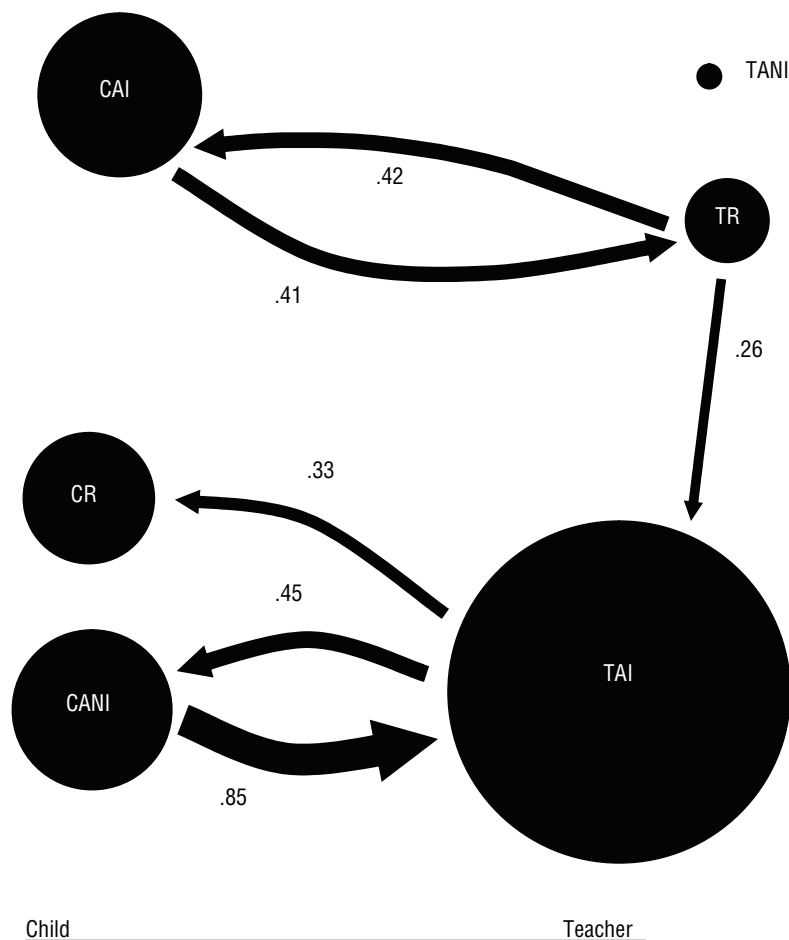 CAI
TANI
.42
TR
.41
.26
.33
CR
.45
TAI
CANI
.85
Child Teacher